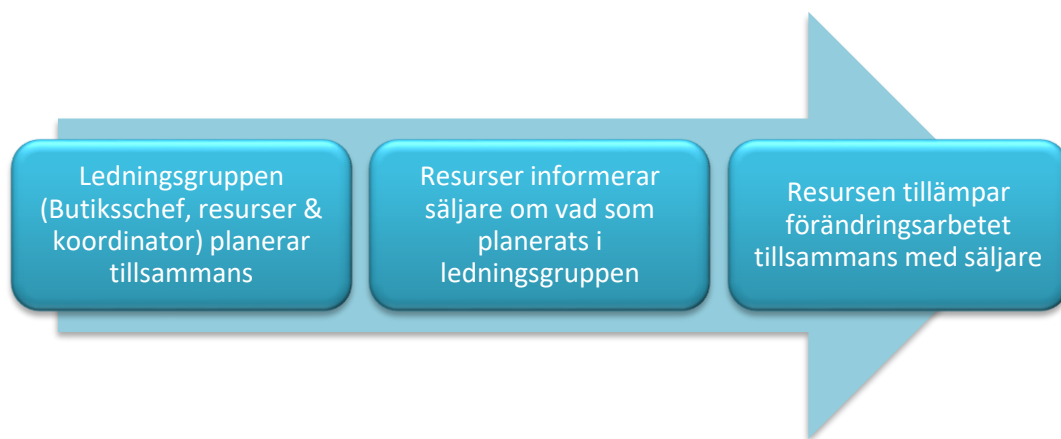 Ledningsgruppen
(Butiksschef, resurser &
koordinator) planerar
tillsammans
Resurser informerar
säljare om vad som
planerats i
ledningsgruppen
Resursen tillämpar
förändringsarbetet
tillsammans med säljare